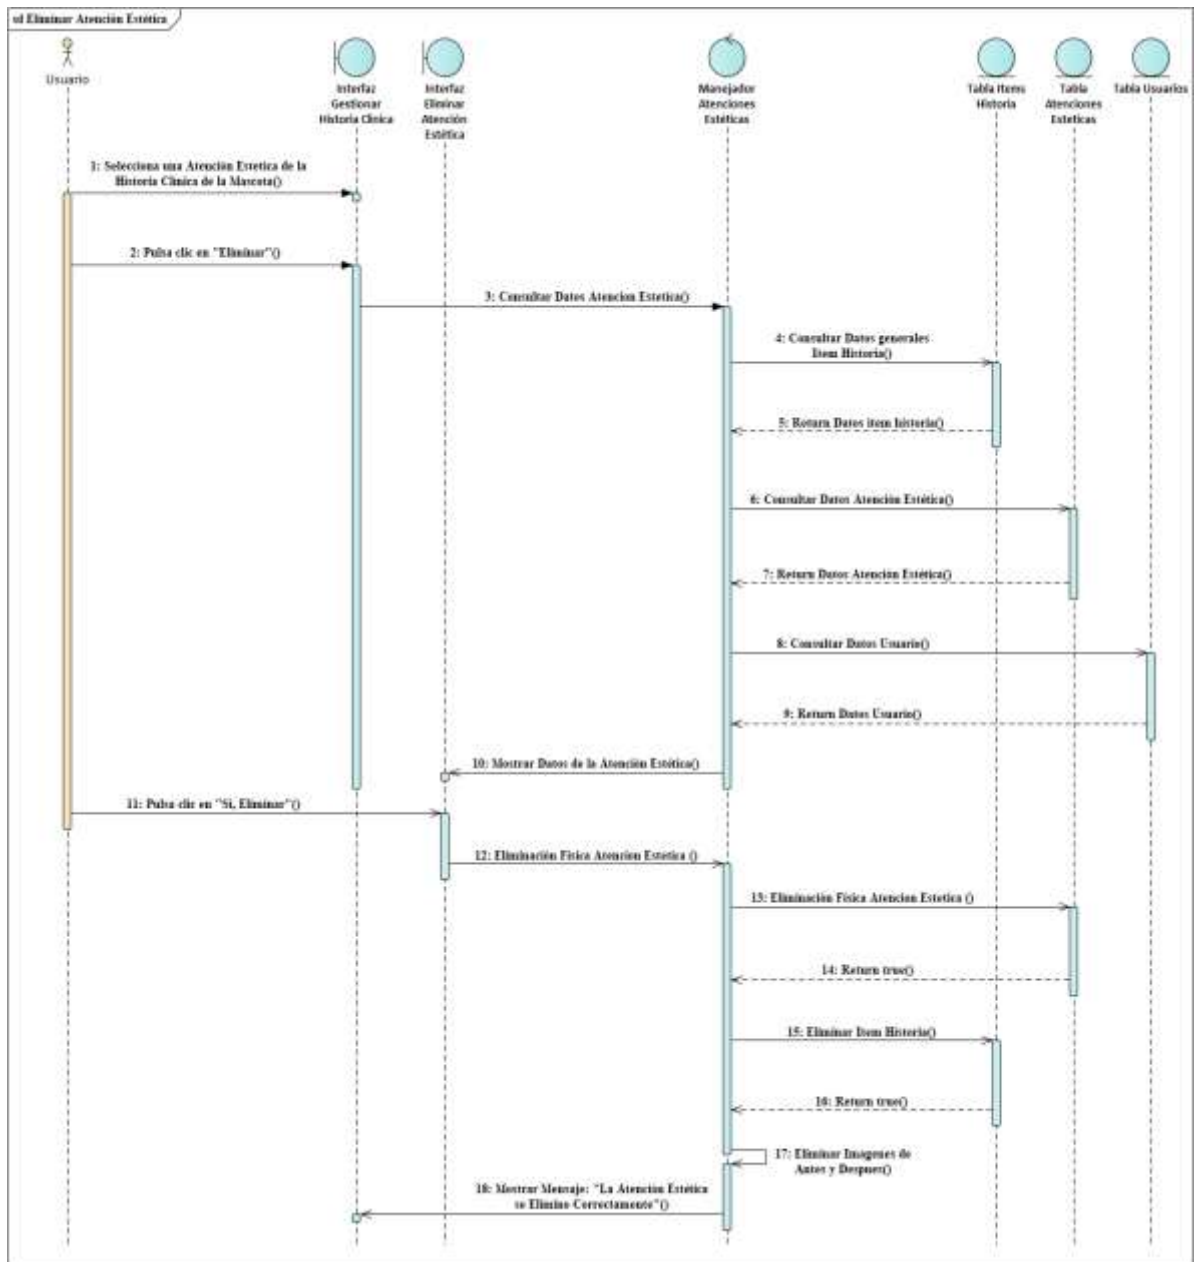 sd Eliminar Atención Estética
Usuario
Interfaz
Gestionar
Historia Clinica
Interfaz
Eliminar
Atención
Estética
Manejador
Atenciones
Estéticas
Tabla Items
Historia
Tabla
Atenciones
Esteticas
Tabla Usuarios
1: Selecciona una Atención Estetica de la
Historia Clinica de la Mascota()
2: Pulsa clic en "Eliminar"()
3: Consultar Datos Atencion Estetica()
4: Consultar Datos generales
Item Historia()
5: Return Datos item historia()
6: Consultar Datos Atención Estética()
7: Return Datos Atención Estética()
8: Consultar Datos Usuario()
9: Return Datos Usuario()
10: Mostrar Datos de la Atención Estética()
11: Pulsa clic en "Si, Eliminar"()
12: Eliminación Física Atencion Estética ()
13: Eliminación Física Atencion Estetica ()
14: Return true()
15: Eliminar Item Historia()
16: Return true()
17: Eliminar Imagenes de
Antes y Despues()
18: Mostrar Mensaje: "La Atención Estética
se Elimino Correctamente"()